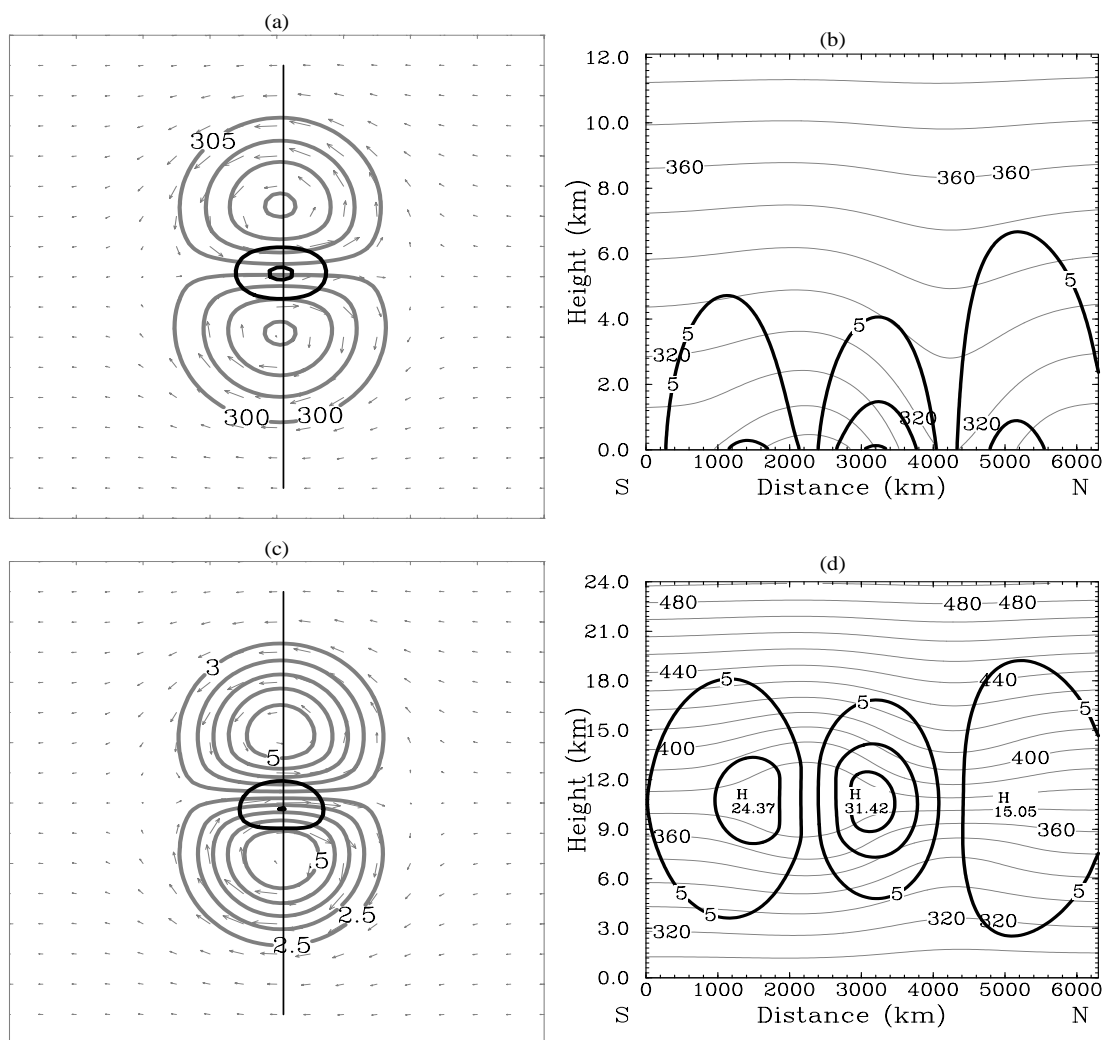 (a)
305
300 300
(b)
12.0
10.0
8.0
6.0
4.0
2.0
0.0
Height (km)
360
360
360
5
5
5
5
320
320
320
0 1000 2000 3000 4000 5000 6000
S Distance (km) N
(c)
3
5
5
2.5
2.5
(d)
24.0
21.0
18.0
15.0
12.0
9.0
6.0
3.0
0.0
Height (km)
480 480 480
440 5 5 440 5
400 400
H H H
24.37 31.42 15.05
360 360
5 5 5 5
320 320 320
0 1000 2000 3000 4000 5000 6000
S Distance (km) N